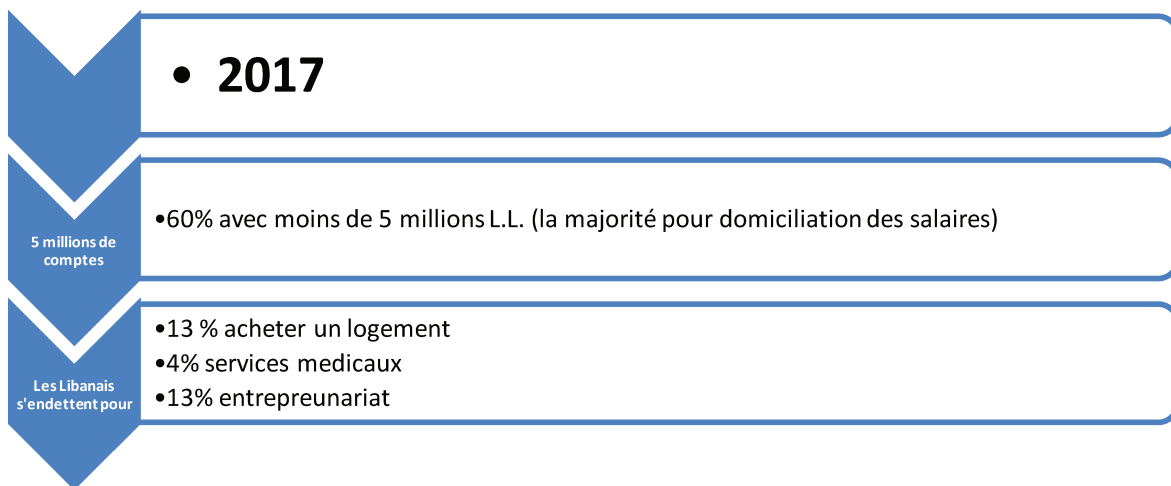 • 2017
5 millions de
comptes
•60% avec moins de 5 millions L.L. (la majorité pour domiciliation des salaires)
Les Libanais
s'endettent pour
•13 % acheter un logement
•4% services medicaux
•13% entrepreunariat